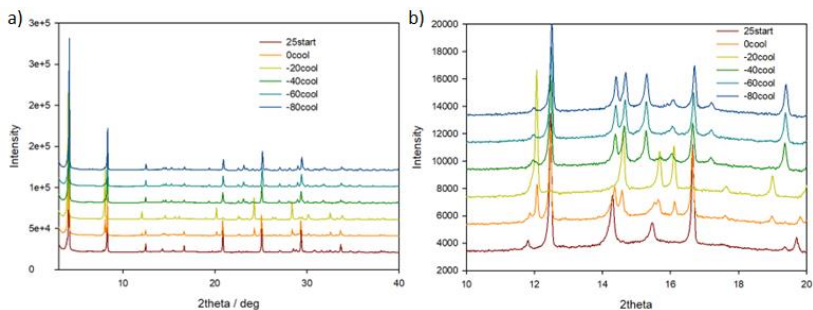 a)
3e+5
3e+5
2e+5
2e+5
1e+5
5e+4
0
Intensity
10
20
30
40
2theta / deg
25start
0cool
-20cool
-40cool
-60cool
-80cool
b)
20000
18000
16000
14000
12000
10000
8000
6000
4000
2000
Intensity
10
12
14
16
18
20
2theta
25start
0cool
-20cool
-40cool
-60cool
-80cool